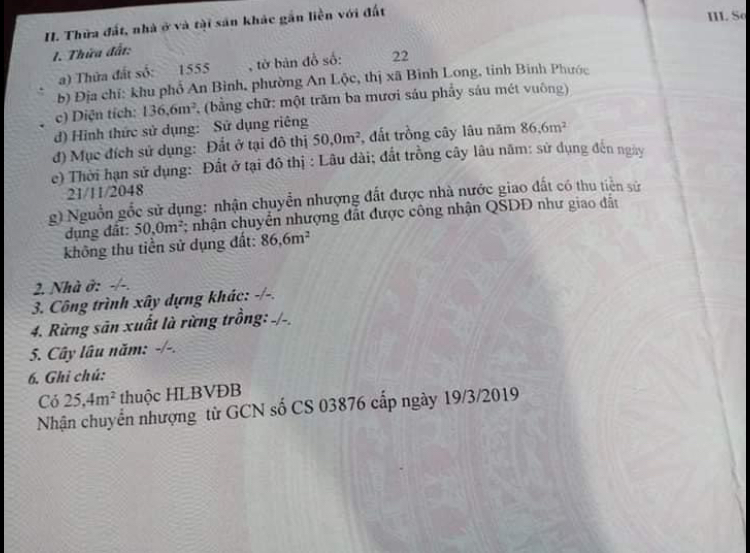 II. Thửa đất, nhà ở và tài sản khác gắn liền với đất
III. Sơ
1. Thửa đất:
a) Thửa đất số: 1555 , tờ bản đồ số: 22
b) Địa chỉ: khu phố An Bình, phường An Lộc, thị xã Bình Long, tỉnh Bình Phước
c) Diện tích: 136,6m², (bằng chữ: một trăm ba mươi sáu phẩy sáu mét vuông)
d) Hình thức sử dụng: Sử dụng riêng
đ) Mục đích sử dụng: Đất ở tại đô thị 50,0m², đất trồng cây lâu năm 86,6m²
e) Thời hạn sử dụng: Đất ở tại đô thị : Lâu dài; đất trồng cây lâu năm: sử dụng đến ngày
21/11/2048
g) Nguồn gốc sử dụng: nhận chuyển nhượng đất được nhà nước giao đất có thu tiền sử
dụng đất: 50,0m²; nhận chuyển nhượng đất được công nhận QSDĐ như giao đất
không thu tiền sử dụng đất: 86,6m²
2. Nhà ở: -/-.
3. Công trình xây dựng khác: -/-.
4. Rừng sản xuất là rừng trồng: -/-.
5. Cây lâu năm: -/-.
6. Ghi chú:
Có 25,4m² thuộc HLBVĐB
Nhận chuyển nhượng từ GCN số CS 03876 cấp ngày 19/3/2019